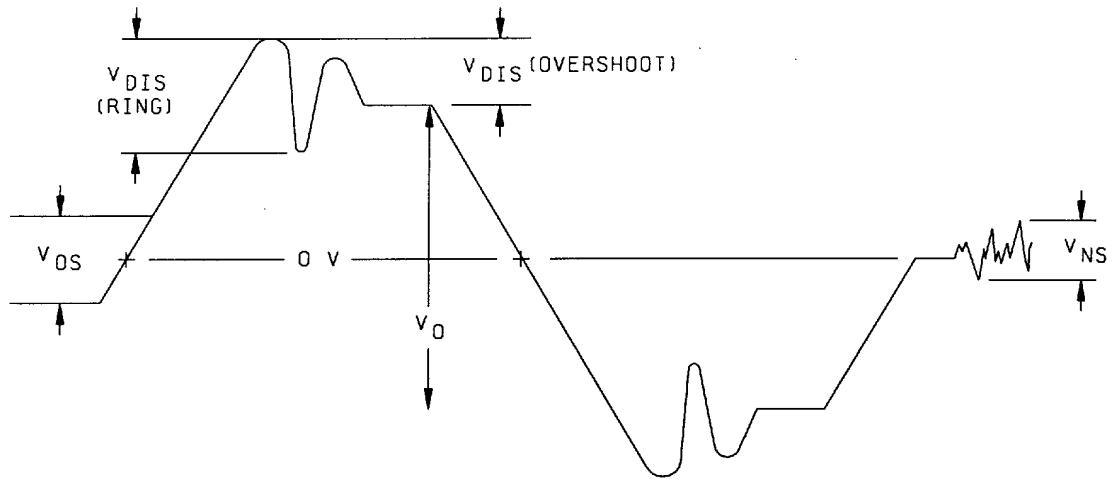 V_DIS (OVERSHOOT)
V_DIS
(RING)
V_OS
0 V
V_NS
V_O